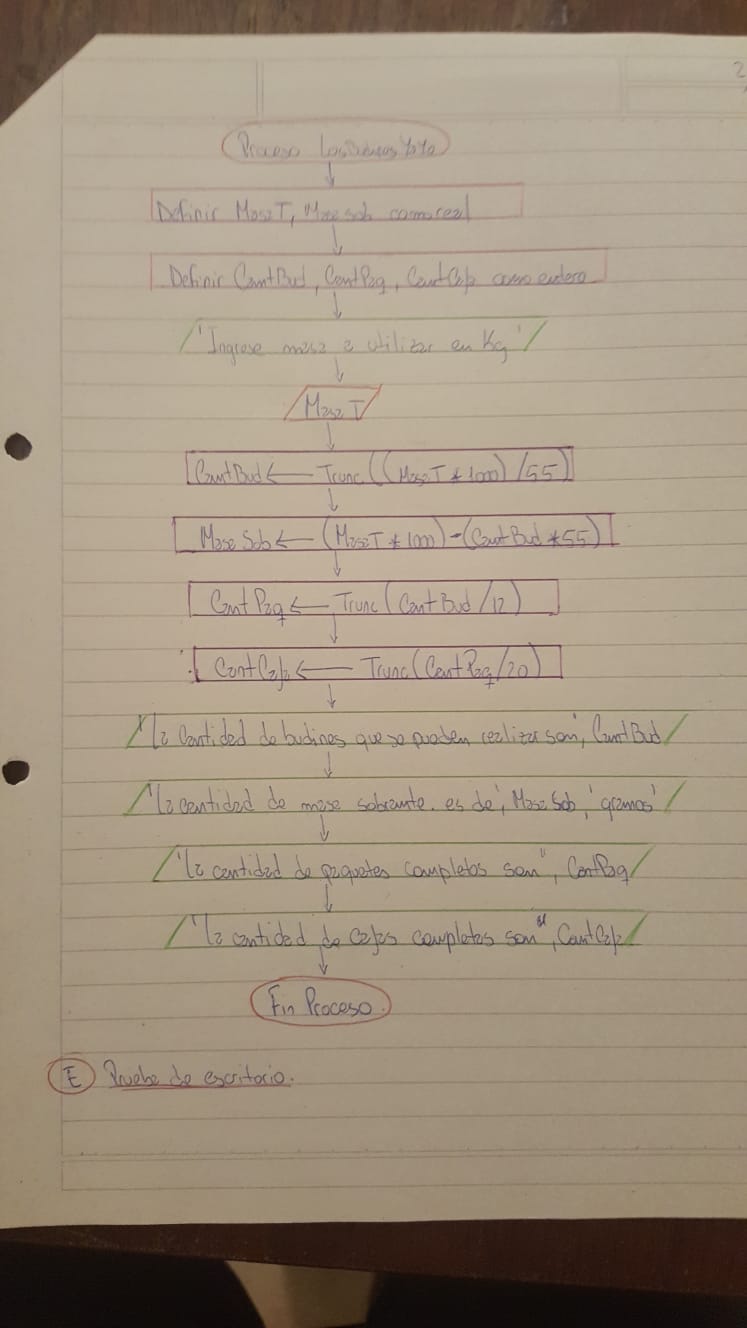 2
Proceso
Definir MasaT, MasaSob como real
Definir CantBud, CantPaq, CantCaja como entero
'Ingrese masa a utilizar en Kg'
MasaT
CantBud ← Trunc((MasaT * 1000) /55)
MasaSob ← (MasaT * 1000) - (CantBud * 55)
CantPaq ← Trunc(CantBud/12)
CantCaja ← Trunc(CantPaq/20)
'la cantidad de budines que se pueden realizar son', CantBud
'la cantidad de masa sobrante. es de', MasaSob, 'gramos'
'la cantidad de paquetes completos son", CantPaq
'la cantidad de cajas completas son", CantCaja
Fin Proceso.
E Prueba de escritorio.